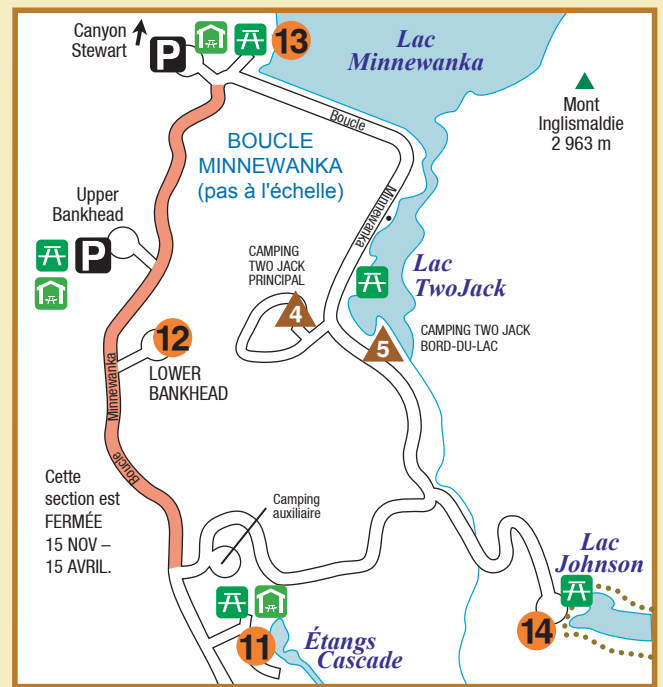 Canyon
Stewart
P
13
Lac
Minnewanka
Mont
Inglismaldie
2 963 m
Boucle
BOUCLE
MINNEWANKA
(pas à l'échelle)
Minnewanka
Upper
Bankhead
P
CAMPING
TWO JACK
PRINCIPAL
4
Lac
TwoJack
5
CAMPING TWO JACK
BORD-DU-LAC
12
LOWER
BANKHEAD
Minnewanka
Boucle
Cette
section est
FERMÉE
15 NOV –
15 AVRIL.
Camping
auxiliaire
Lac
Johnson
14
11
Étangs
Cascade